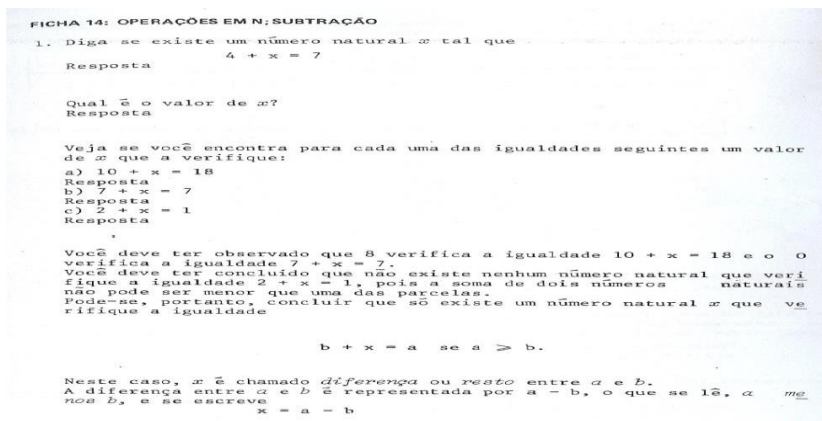 FICHA 14: OPERAÇÕES EM N; SUBTRAÇÃO
1. Diga se existe um número natural x tal que
4 + x = 7
Resposta
Qual é o valor de x?
Resposta
Veja se você encontra para cada uma das igualdades seguintes um valor
de x que a verifique:
a) 10 + x = 18
Resposta
b) 7 + x = 7
Resposta
c) 2 + x = 1
Resposta
Você deve ter observado que 8 verifica a igualdade 10 + x = 18 e o 0
verifica a igualdade 7 + x = 7.
Você deve ter concluído que não existe nenhum número natural que veri
fique a igualdade 2 + x = 1, pois a soma de dois números naturais
não pode ser menor que uma das parcelas.
Pode-se, portanto, concluir que só existe um número natural x que ve
rifique a igualdade
b + x = a se a ⩾ b.
Neste caso, x é chamado diferença ou resto entre a e b.
A diferença entre a e b é representada por a - b, o que se lê, a me
nos b, e se escreve
x = a - b